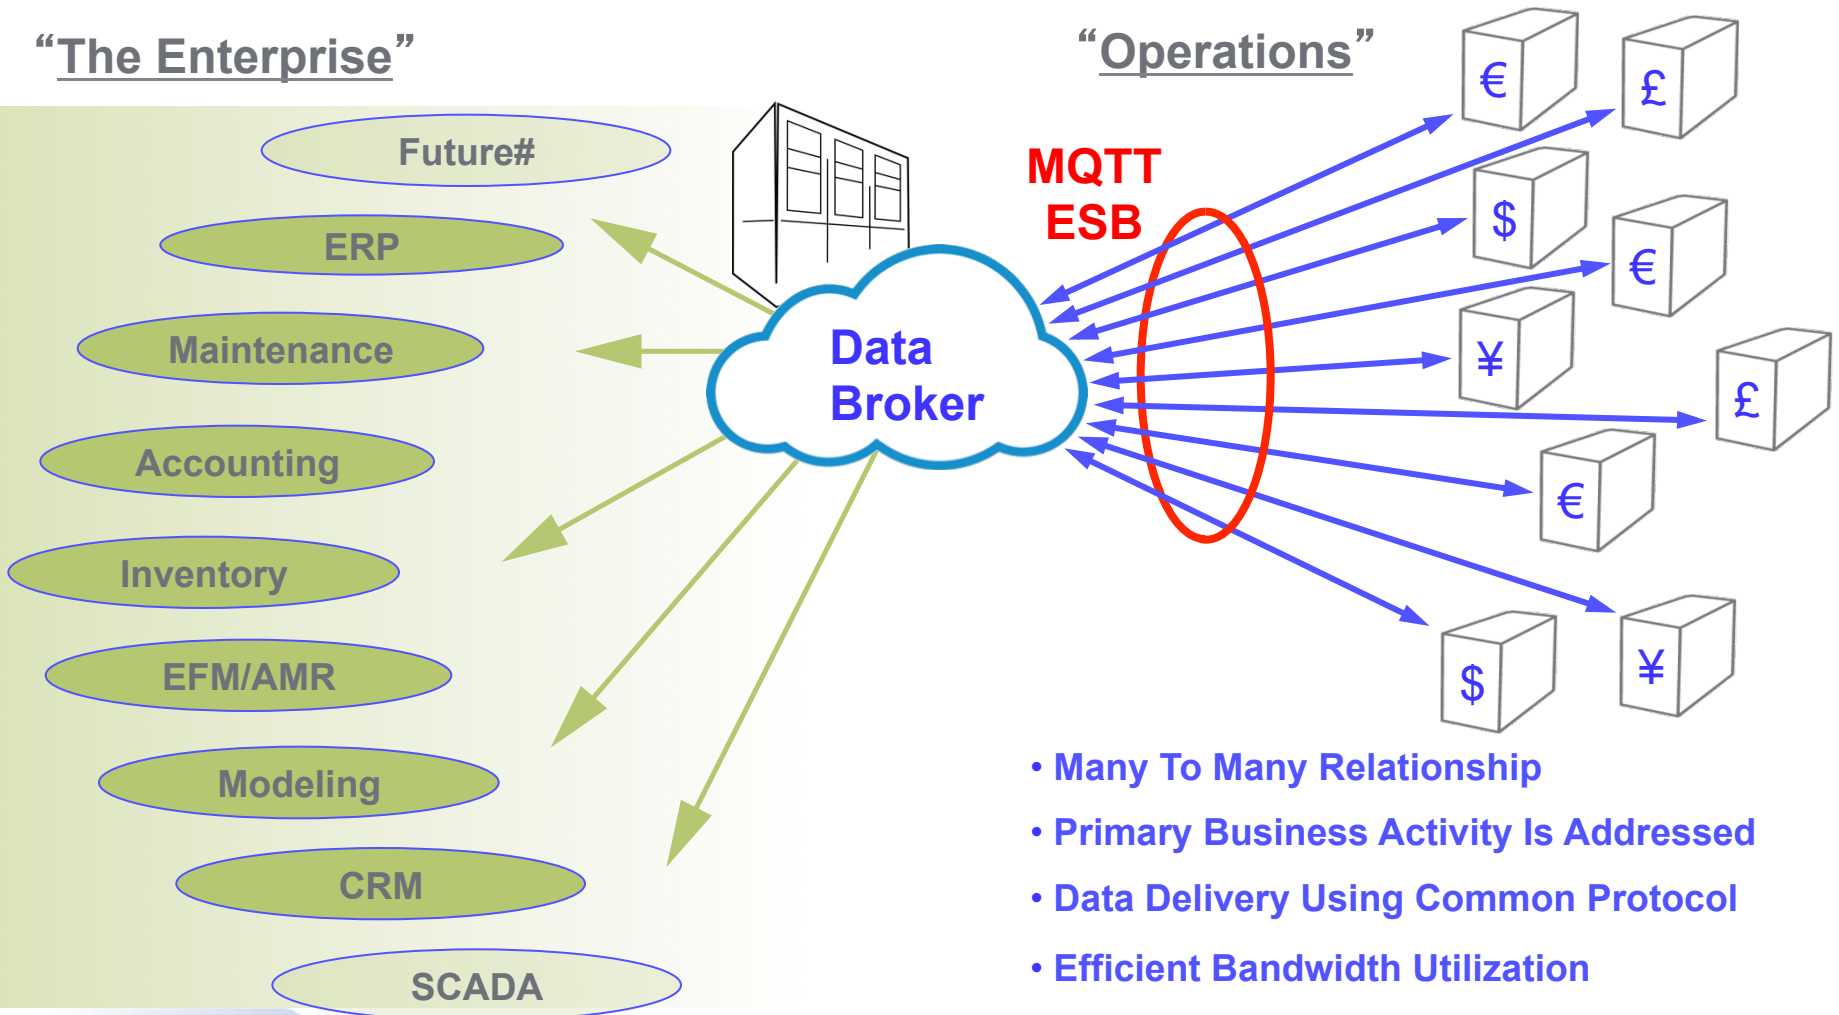 “The Enterprise”
“Operations”
Future#
ERP
Maintenance
Accounting
Inventory
EFM/AMR
Modeling
CRM
SCADA
Data
Broker
MQTT
ESB
€
£
$
€
¥
£
€
$
¥
• Many To Many Relationship
• Primary Business Activity Is Addressed
• Data Delivery Using Common Protocol
• Efficient Bandwidth Utilization